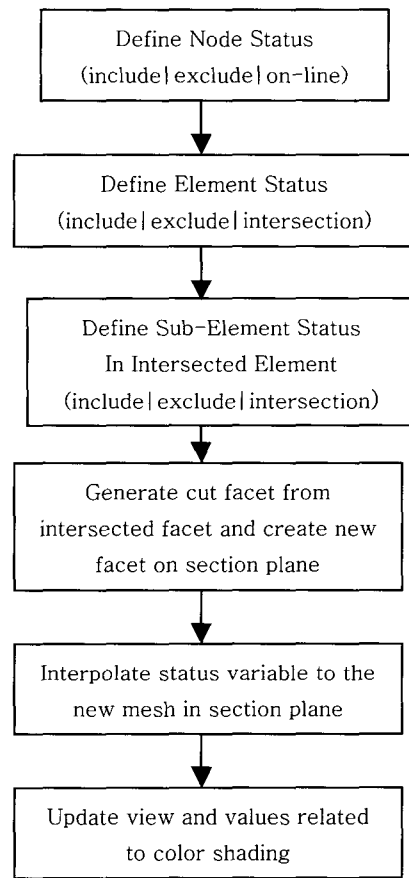 Define Node Status
(include|exclude|on-line)
Define Element Status
(include|exclude|intersection)
Define Sub-Element Status
In Intersected Element
(include|exclude|intersection)
Generate cut facet from
intersected facet and create new
facet on section plane
Interpolate status variable to the
new mesh in section plane
Update view and values related
to color shading